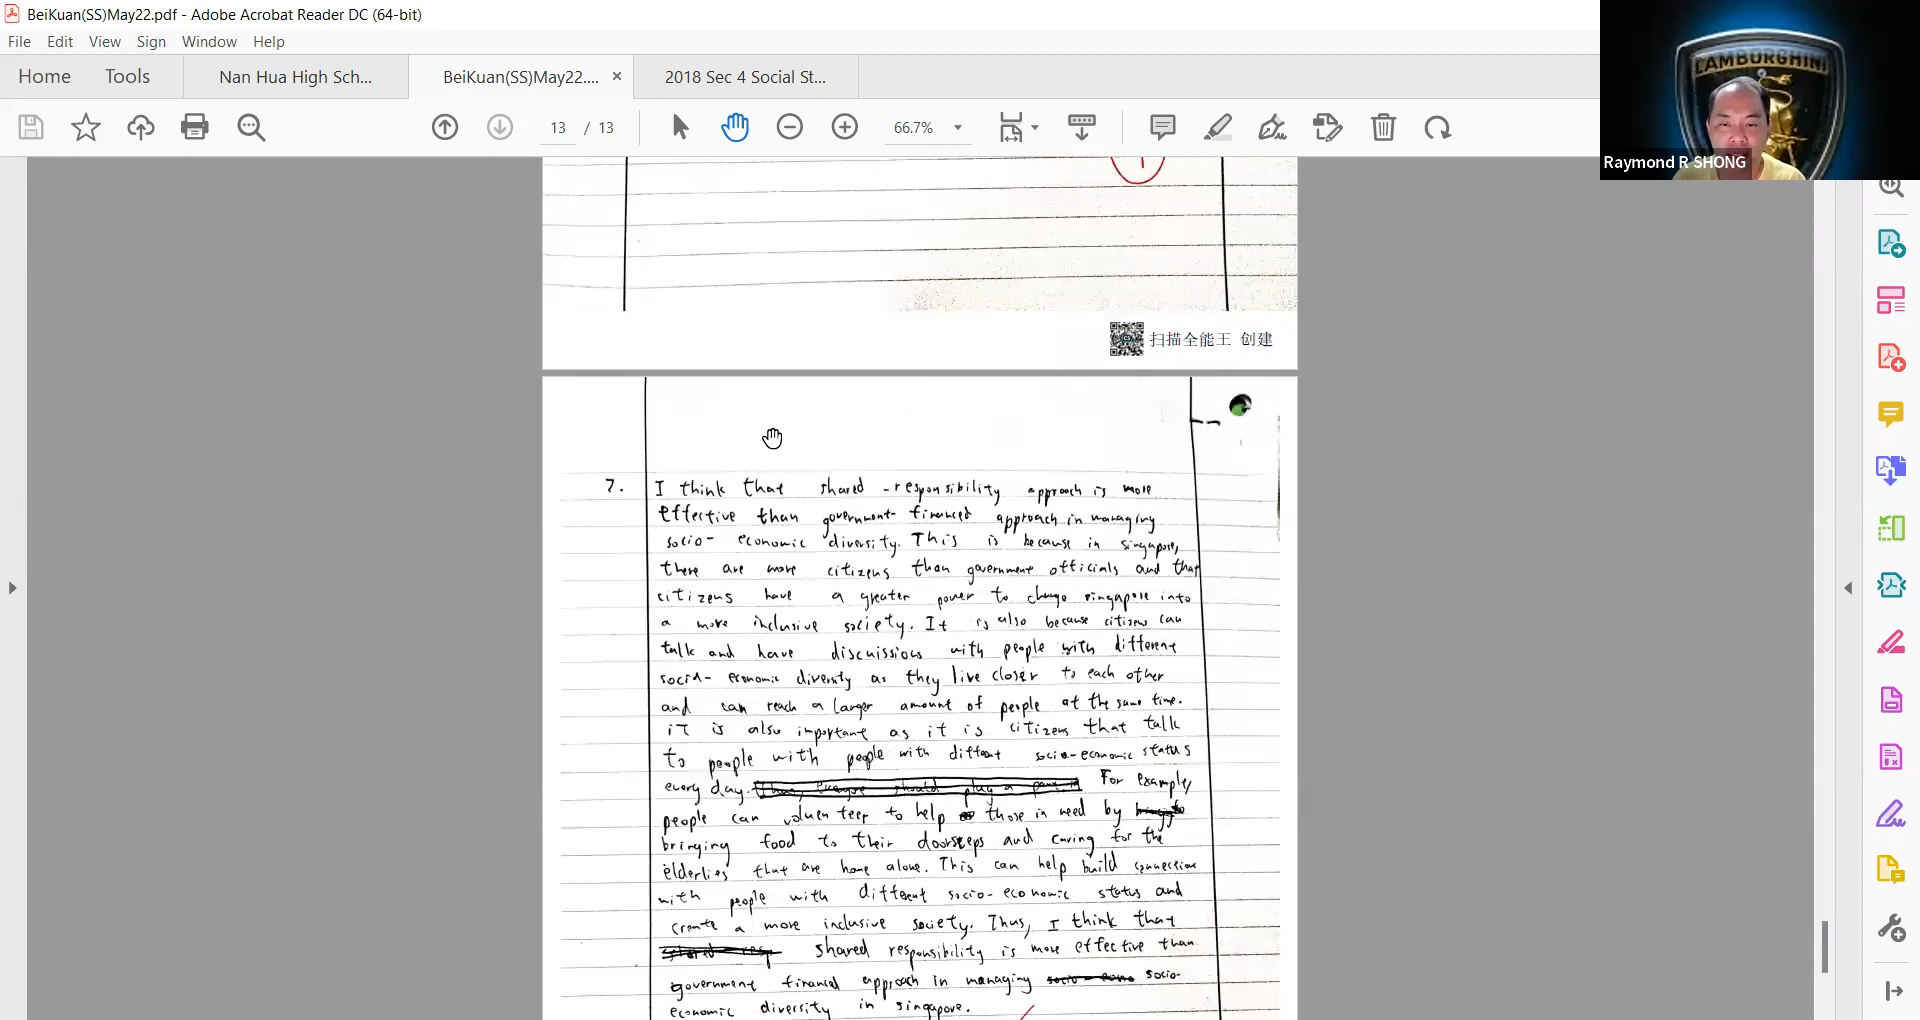 BeiKuan(SS)May22.pdf - Adobe Acrobat Reader DC (64-bit)
File Edit View Sign Window Help
Home Tools Nan Hua High Sch... BeiKuan(SS)May22.... × 2018 Sec 4 Social St...
13 / 13 66.7%
LAMBORGHINI
Raymond R SHONG
1
扫描全能王 创建
7. I think that shared-responsibility approach is more
effective than government-financed approach in managing
socio-economic diversity. This is because in singapore,
there are more citizens than government officials and that
citizens have a greater power to change singapore into
a more inclusive society. It is also because citizens can
talk and have discuissions with people with different
socia-economic diversity as they live closer to each other
and can reach a larger amount of people at the same time.
it is also important as it is citizens that talk
to people with people with diffeent socio-economic status
every day. For example,
people can volunteer to help those in need by
bringing food to their doorsteps and caring for the
elderlies that are home alone. This can help build connection
with people with different socio-economic status and
create a more inclusive society. Thus, I think that
shared resp shared responsibility is more effective than
government financed approach in managing socio-
economic diversity in singapore.